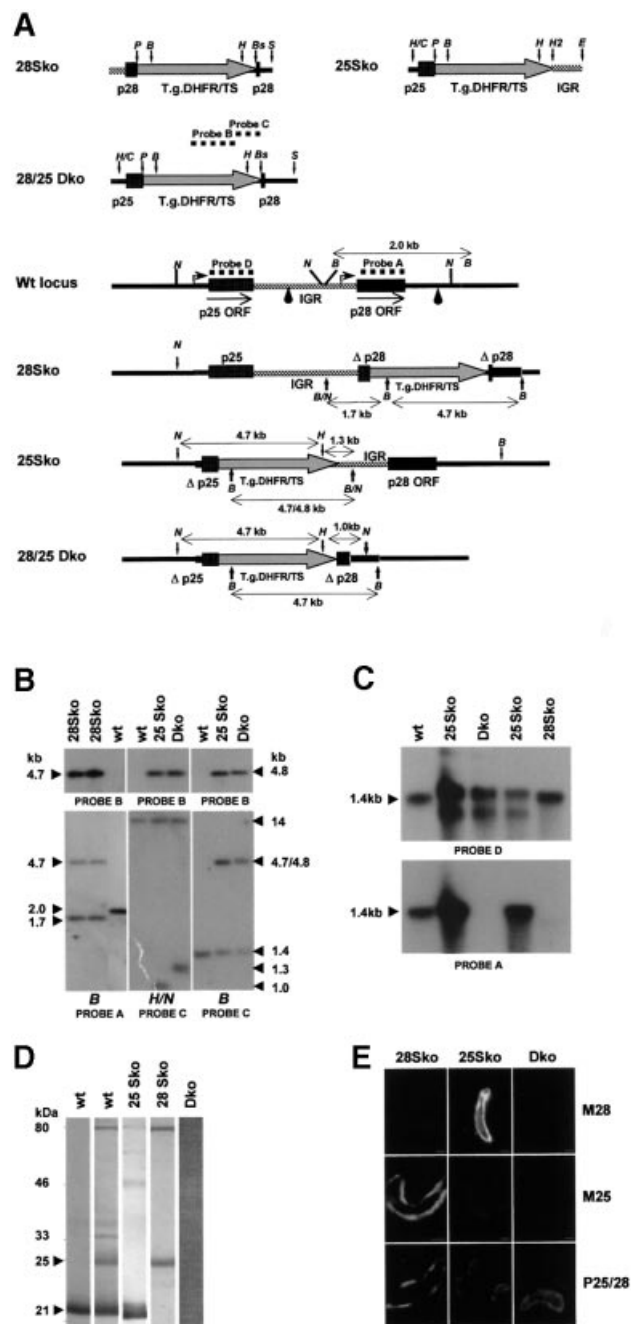 A
28Sko
P B H Bs S
p28 T.g.DHFR/TS p28
25Sko
H/C P B H H2 E
p25 T.g.DHFR/TS IGR
Probe B Probe C
28/25 Dko
H/C P B H Bs S
p25 T.g.DHFR/TS p28
Wt locus
2.0 kb
N Probe D N B Probe A N B
IGR
p25 ORF p28 ORF
28Sko
N p25 Δ p28 Δ p28
IGR T.g.DHFR/TS
B/N B B
1.7 kb 4.7 kb
25Sko
4.7 kb H 1.3 kb IGR B
N
Δ p25 T.g.DHFR/TS p28 ORF
B B/N
4.7/4.8 kb
28/25 Dko
4.7 kb H 1.0kb N
N
Δ p25 T.g.DHFR/TS Δ p28
B B
4.7 kb
B
28Sko 28Sko wt wt 25 Sko Dko wt 25 Sko Dko
kb kb
4.7 4.8
PROBE B PROBE B PROBE B
14
4.7 4.7/4.8
2.0
1.7
1.4
1.3
1.0
B H/N B
PROBE A PROBE C PROBE C
C
wt 25 Sko Dko 25 Sko 28Sko
1.4kb
PROBE D
1.4kb
PROBE A
D
wt wt 25 Sko 28 Sko Dko
kDa
80
46
33
25
21
E
28Sko 25Sko Dko
M28
M25
P25/28